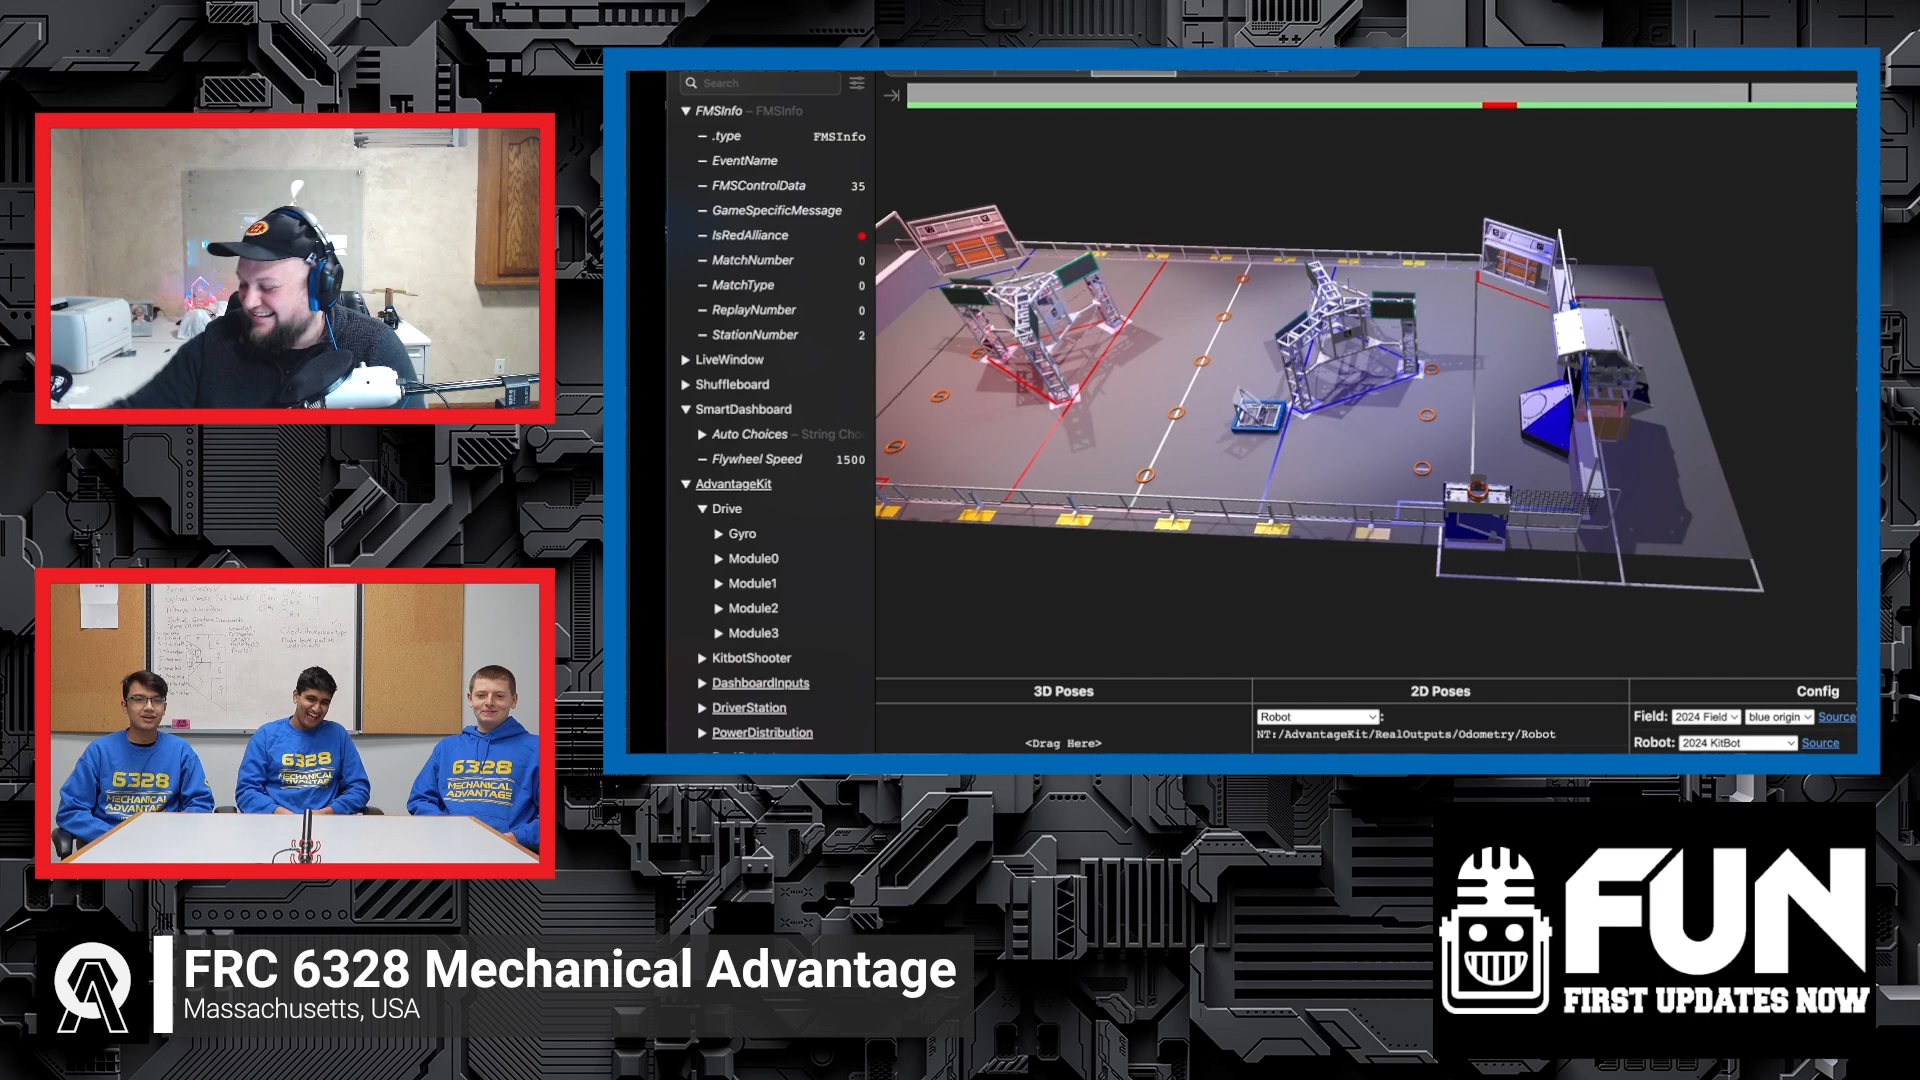 Search
FMSInfo – FMSInfo
.type FMSInfo
EventName
FMSControlData 35
GameSpecificMessage
IsRedAlliance
MatchNumber 0
MatchType 0
ReplayNumber 0
StationNumber 2
LiveWindow
Shuffleboard
SmartDashboard
Auto Choices – String Cho
Flywheel Speed 1500
AdvantageKit
Drive
Gyro
Module0
Module1
Module2
Module3
KitbotShooter
DashboardInputs
DriverStation
PowerDistribution
3D Poses
<Drag Here>
2D Poses
Robot :
NT:/AdvantageKit/RealOutputs/Odometry/Robot
Config
Field: 2024 Field blue origin Source
Robot: 2024 KitBot Source
6328
MECHANICAL
ADVANTAGE
6328
MECHANICAL
ADVANTAGE
6328
MECHANICAL
ADVANTAGE
FRC 6328 Mechanical Advantage
Massachusetts, USA
FUN
FIRST UPDATES NOW